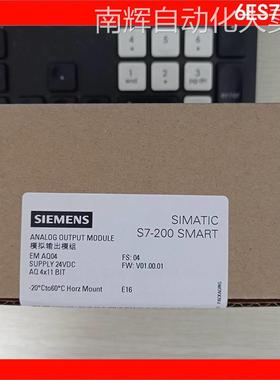 南辉自动化大
6ES7
SIEMENS
SIMATIC
S7-200 SMART
ANALOG OUTPUT MODULE
模拟输出模组
EM AQ04
FS: 04
SUPPLY 24VDC
FW: V01.00.01
AQ 4x11 BIT
-20°Cto60°C Horz Mount
E16
PACKAGING